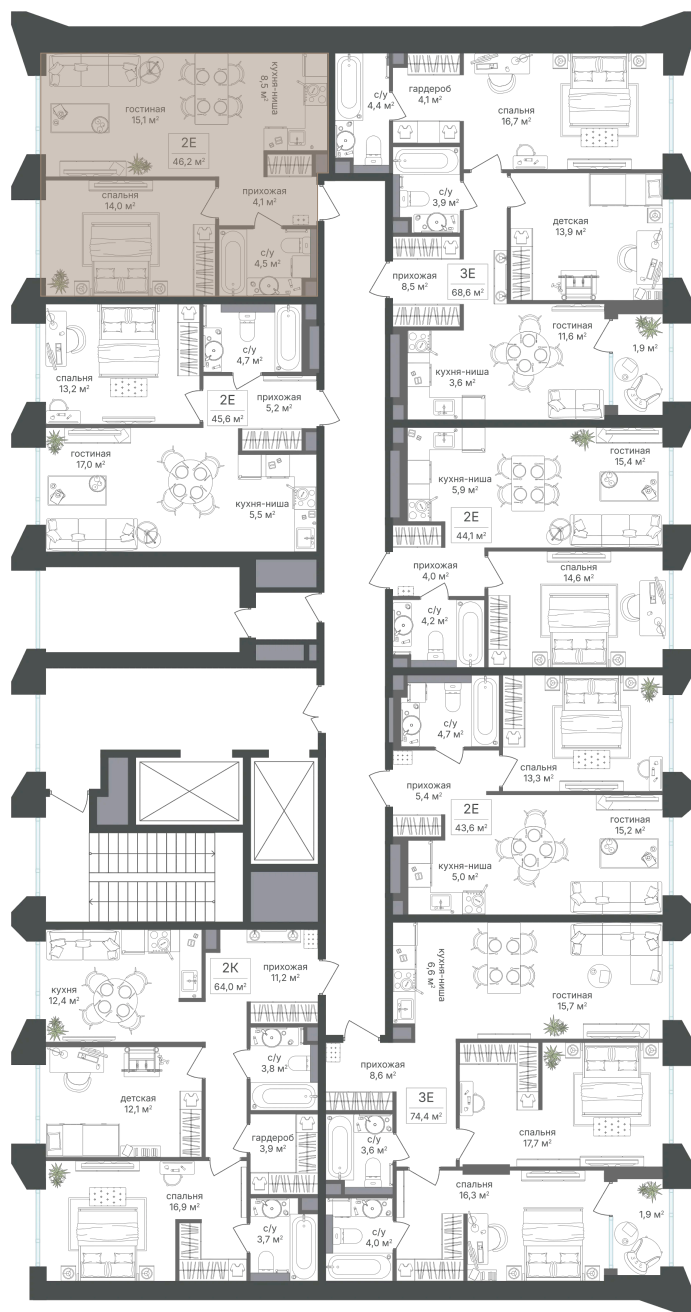 гостиная
15,1 м²
кухня-ниша
8,5 м²
2Е
46,2 м²
спальня
14,0 м²
прихожая
4,1 м²
с/у
4,5 м²
с/у
4,4 м²
гардероб
4,1 м²
спальня
16,7 м²
с/у
3,9 м²
детская
13,9 м²
прихожая
8,5 м²
3Е
68,6 м²
гостиная
11,6 м²
1,9 м²
кухня-ниша
3,6 м²
спальня
13,2 м²
с/у
4,7 м²
2Е
45,6 м²
прихожая
5,2 м²
гостиная
17,0 м²
кухня-ниша
5,5 м²
кухня-ниша
5,9 м²
гостиная
15,4 м²
2Е
44,1 м²
прихожая
4,0 м²
спальня
14,6 м²
с/у
4,2 м²
с/у
4,7 м²
спальня
13,3 м²
прихожая
5,4 м²
2Е
43,6 м²
гостиная
15,2 м²
кухня-ниша
5,0 м²
кухня
12,4 м²
2К
64,0 м²
прихожая
11,2 м²
с/у
3,8 м²
детская
12,1 м²
гардероб
3,9 м²
спальня
16,9 м²
с/у
3,7 м²
кухня-ниша
6,6 м²
гостиная
15,7 м²
прихожая
8,6 м²
3Е
74,4 м²
с/у
3,6 м²
спальня
17,7 м²
спальня
16,3 м²
с/у
4,0 м²
1,9 м²